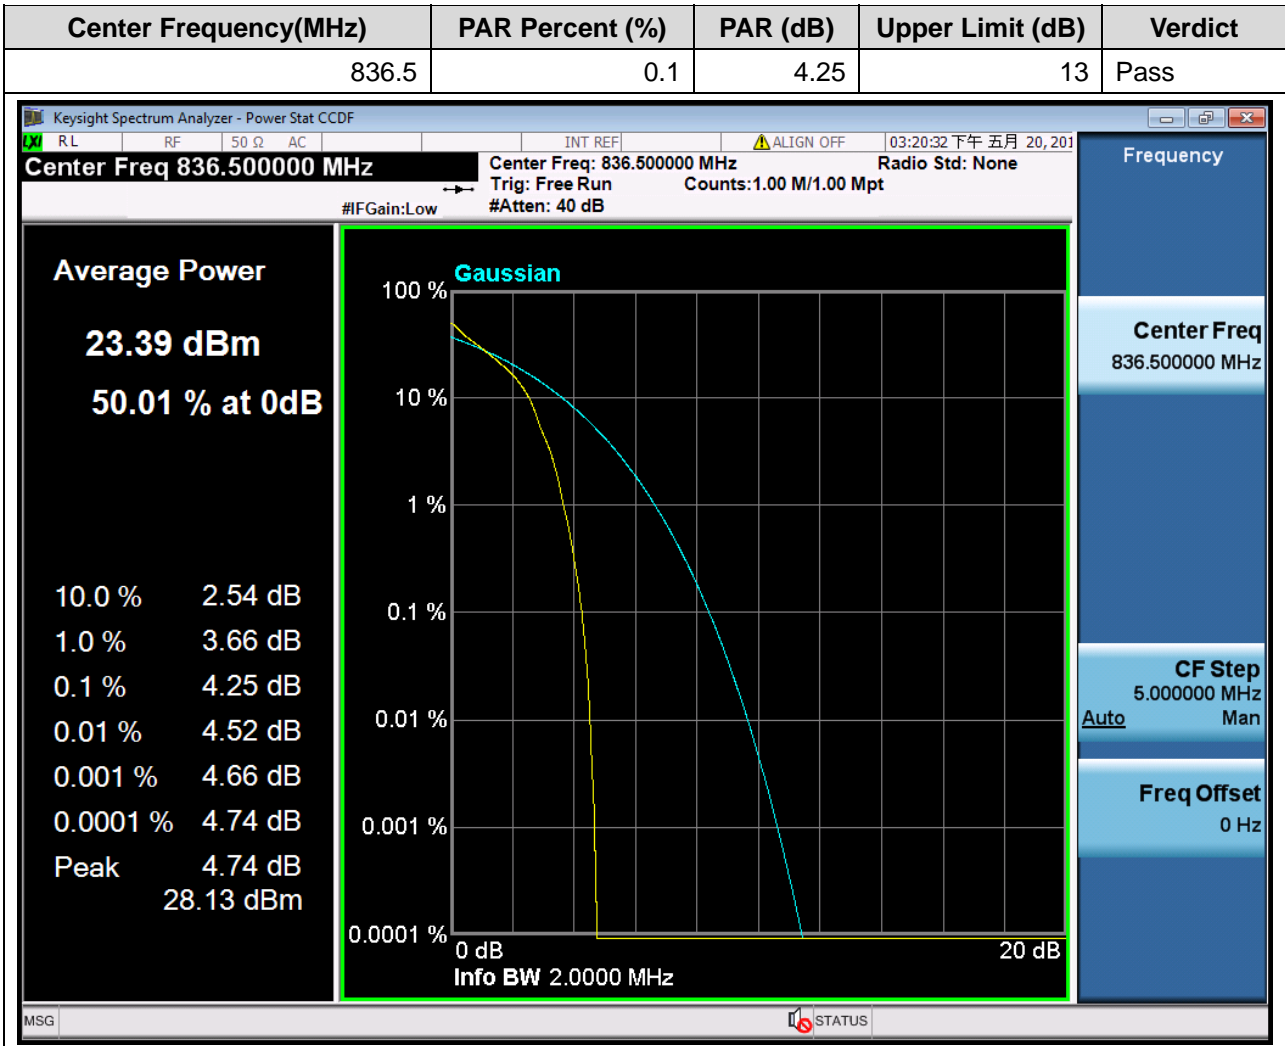 Center Frequency(MHz) PAR Percent (%) PAR (dB) Upper Limit (dB) Verdict
836.5 0.1 4.25 13 Pass
Keysight Spectrum Analyzer - Power Stat CCDF
LXI RL RF 50 Ω AC INT REF ALIGN OFF 03:20:32 下午 五月 20, 201
Center Freq 836.500000 MHz
Center Freq: 836.500000 MHz Radio Std: None
Trig: Free Run Counts:1.00 M/1.00 Mpt
#IFGain:Low #Atten: 40 dB
Average Power
23.39 dBm
50.01 % at 0dB
10.0 % 2.54 dB
1.0 % 3.66 dB
0.1 % 4.25 dB
0.01 % 4.52 dB
0.001 % 4.66 dB
0.0001 % 4.74 dB
Peak 4.74 dB
28.13 dBm
Gaussian
100 %
10 %
1 %
0.1 %
0.01 %
0.001 %
0.0001 %
0 dB 20 dB
Info BW 2.0000 MHz
Frequency
Center Freq
836.500000 MHz
CF Step
5.000000 MHz
Auto Man
Freq Offset
0 Hz
MSG STATUS